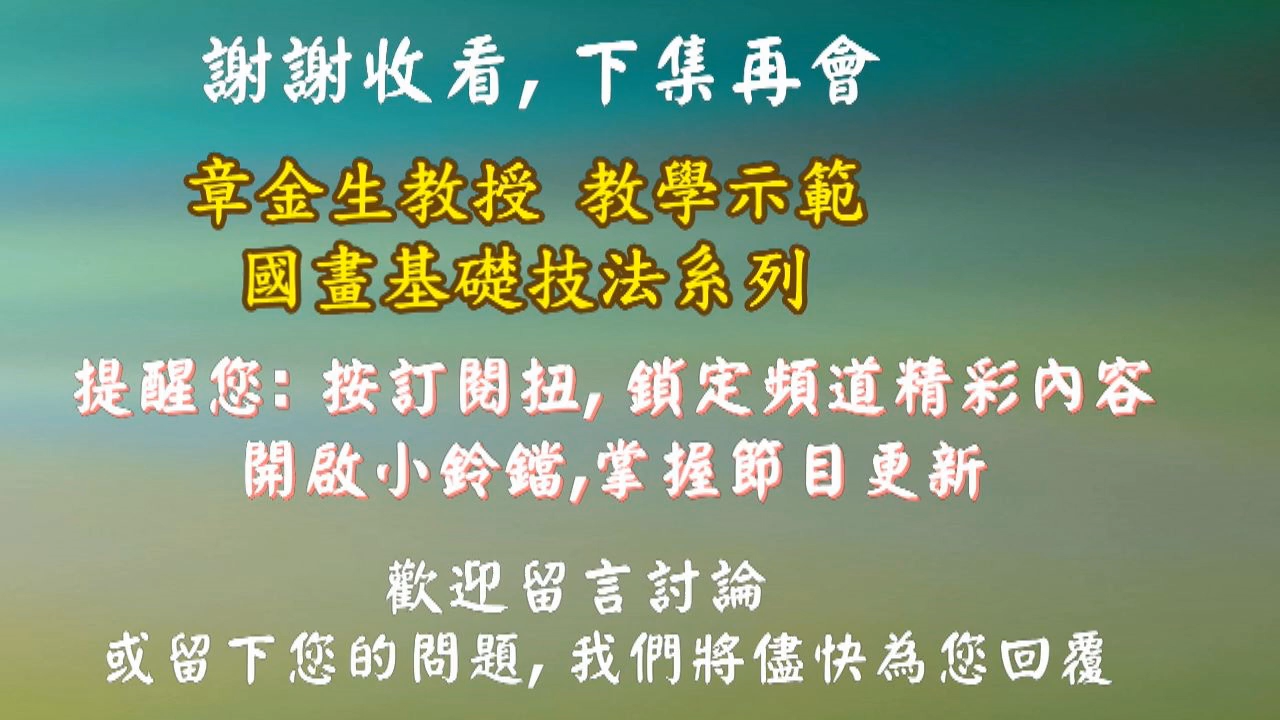 謝謝收看, 下集再會
章金生教授 教學示範
國畫基礎技法系列
提醒您: 按訂閱扭, 鎖定頻道精彩內容
開啟小鈴鐺,掌握節目更新
歡迎留言討論
或留下您的問題, 我們將儘快為您回覆